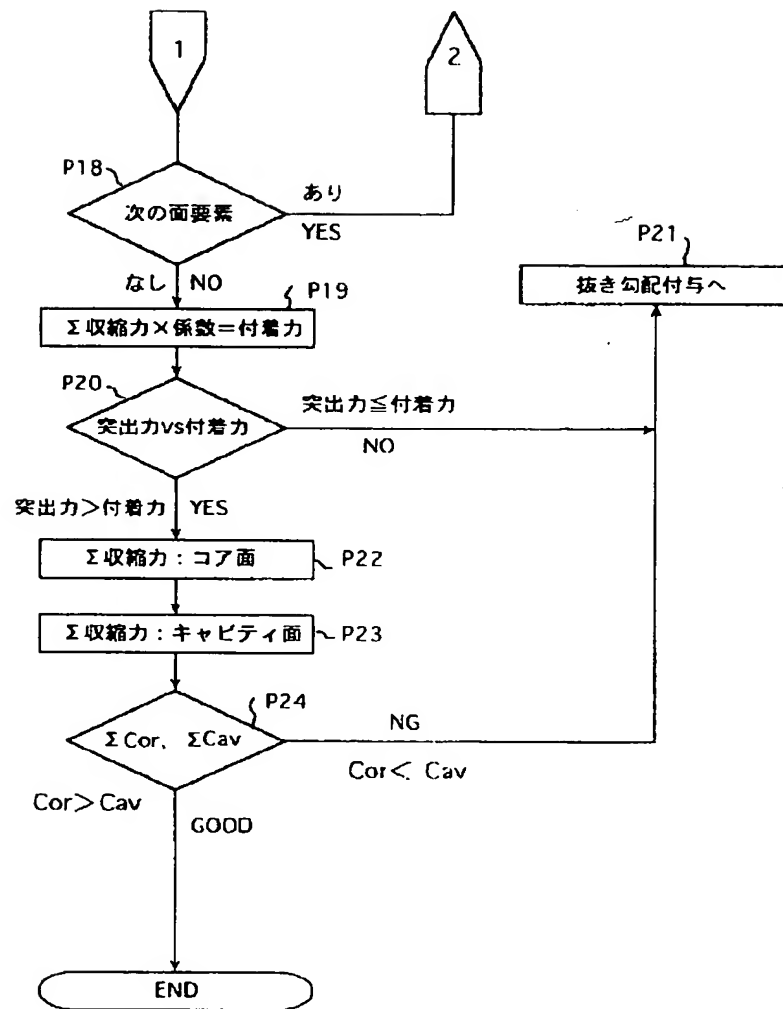 1
2
P18
次の面要素
あり
YES
なし NO
P19
Σ収縮力×係数=付着力
P21
抜き勾配付与へ
P20
突出力vs付着力
突出力≦付着力
NO
突出力>付着力 YES
Σ収縮力:コア面
P22
Σ収縮力:キャビティ面
P23
P24
ΣCor、ΣCav
NG
Cor< Cav
Cor>Cav
GOOD
END